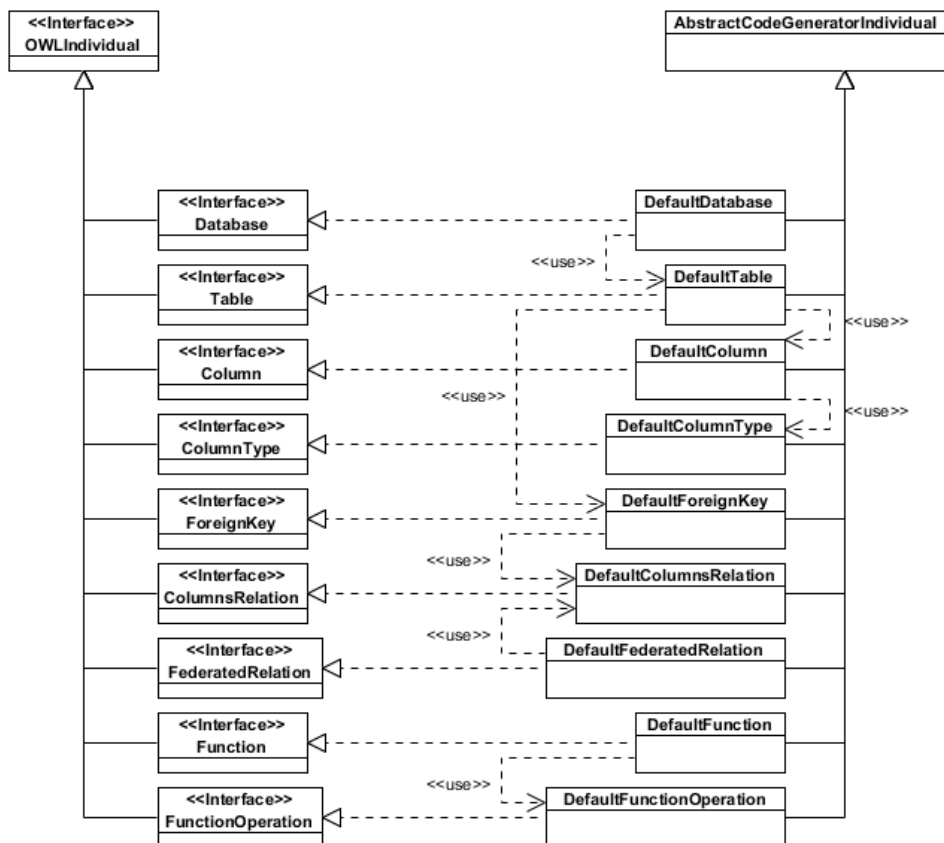 <<Interface>>
OWLIndividual
AbstractCodeGeneratorIndividual
<<Interface>>
Database
DefaultDatabase
<<use>>
<<Interface>>
Table
DefaultTable
<<use>>
<<Interface>>
Column
DefaultColumn
<<use>>
<<use>>
<<Interface>>
ColumnType
DefaultColumnType
<<Interface>>
ForeignKey
DefaultForeignKey
<<use>>
<<Interface>>
ColumnsRelation
DefaultColumnsRelation
<<use>>
<<Interface>>
FederatedRelation
DefaultFederatedRelation
<<Interface>>
Function
DefaultFunction
<<use>>
<<Interface>>
FunctionOperation
DefaultFunctionOperation